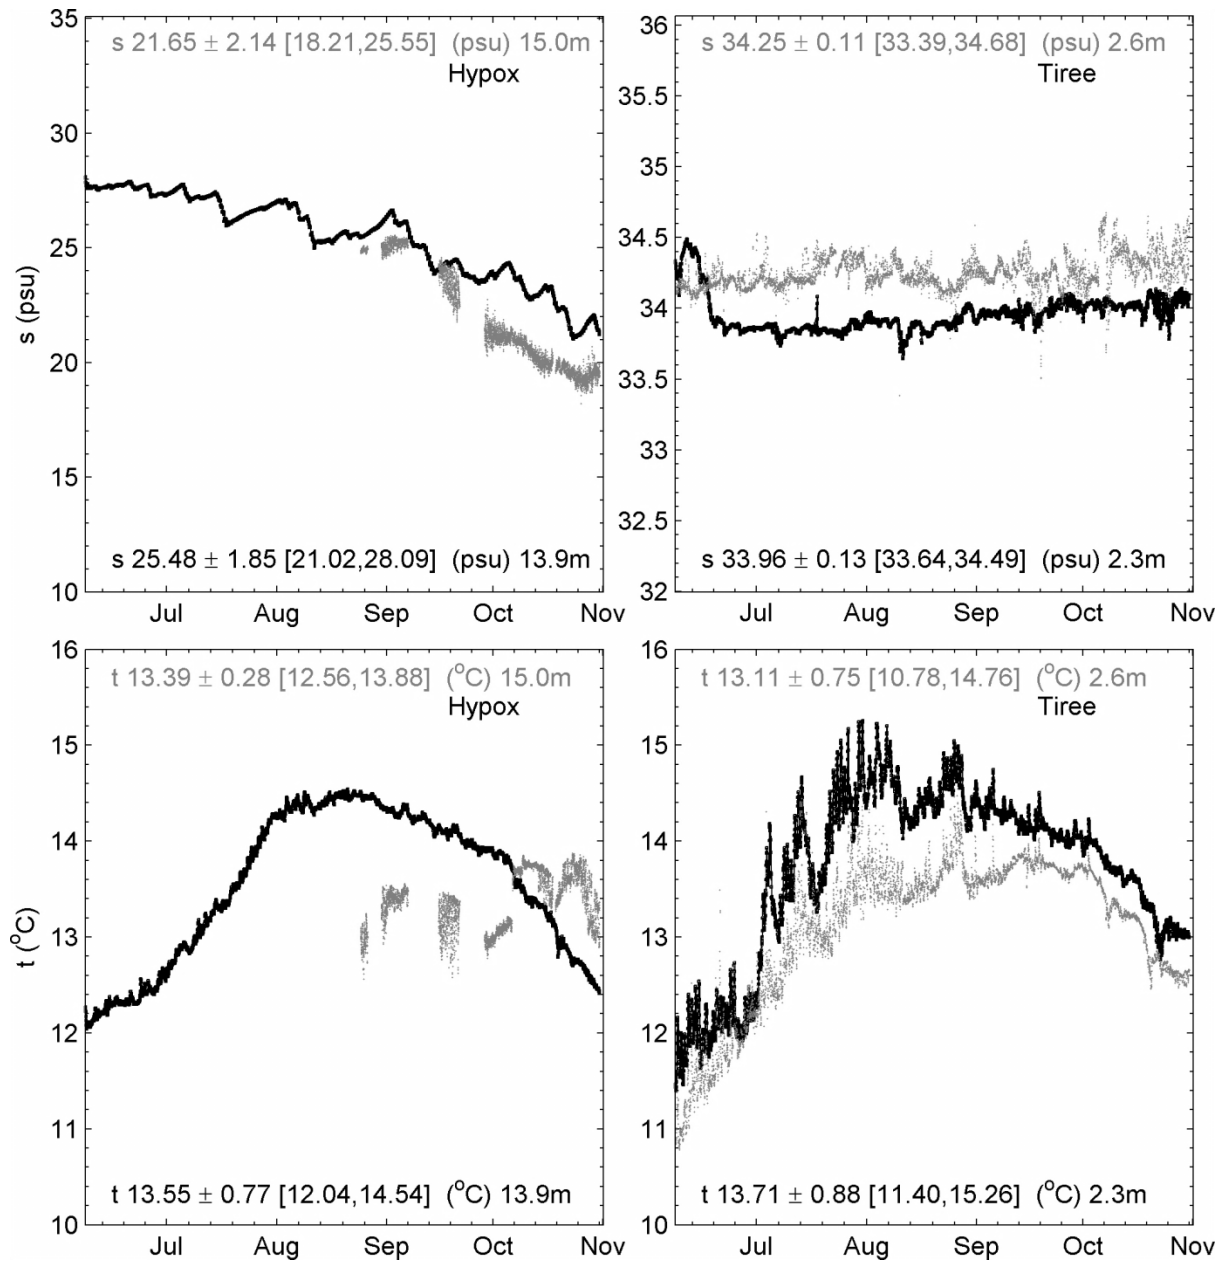 s 21.65 ± 2.14 [18.21,25.55] (psu) 15.0m
Hypox
35
30
25
20
15
10
s (psu)
s 25.48 ± 1.85 [21.02,28.09] (psu) 13.9m
Jul Aug Sep Oct Nov
s 34.25 ± 0.11 [33.39,34.68] (psu) 2.6m
Tiree
36
35.5
35
34.5
34
33.5
33
32.5
32
s 33.96 ± 0.13 [33.64,34.49] (psu) 2.3m
Jul Aug Sep Oct Nov
t 13.39 ± 0.28 [12.56,13.88] (°C) 15.0m
Hypox
16
15
14
13
12
11
10
t (°C)
t 13.55 ± 0.77 [12.04,14.54] (°C) 13.9m
Jul Aug Sep Oct Nov
t 13.11 ± 0.75 [10.78,14.76] (°C) 2.6m
Tiree
16
15
14
13
12
11
10
t 13.71 ± 0.88 [11.40,15.26] (°C) 2.3m
Jul Aug Sep Oct Nov